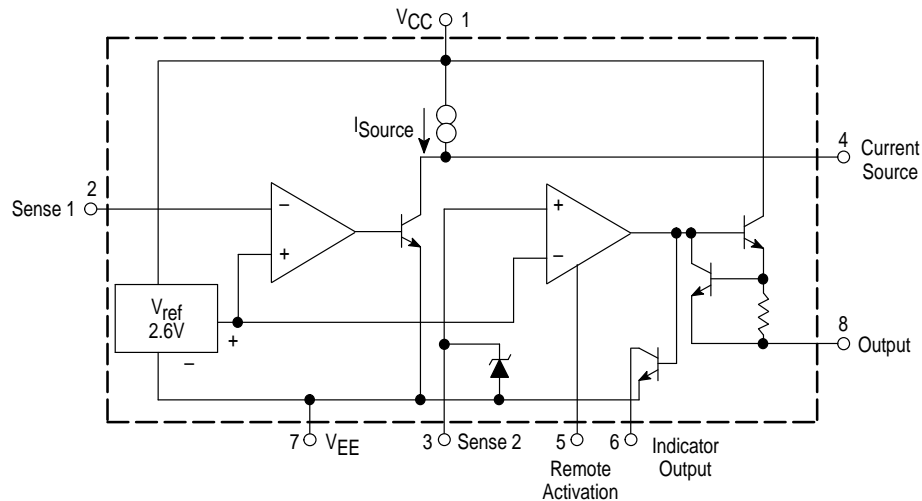 VCC 1
ISource
4 Current
Source
2
Sense 1
−
+
+
−
Vref
2.6V
+
−
8
Output
7 VEE
3 Sense 2
5
Remote
Activation
6 Indicator
Output